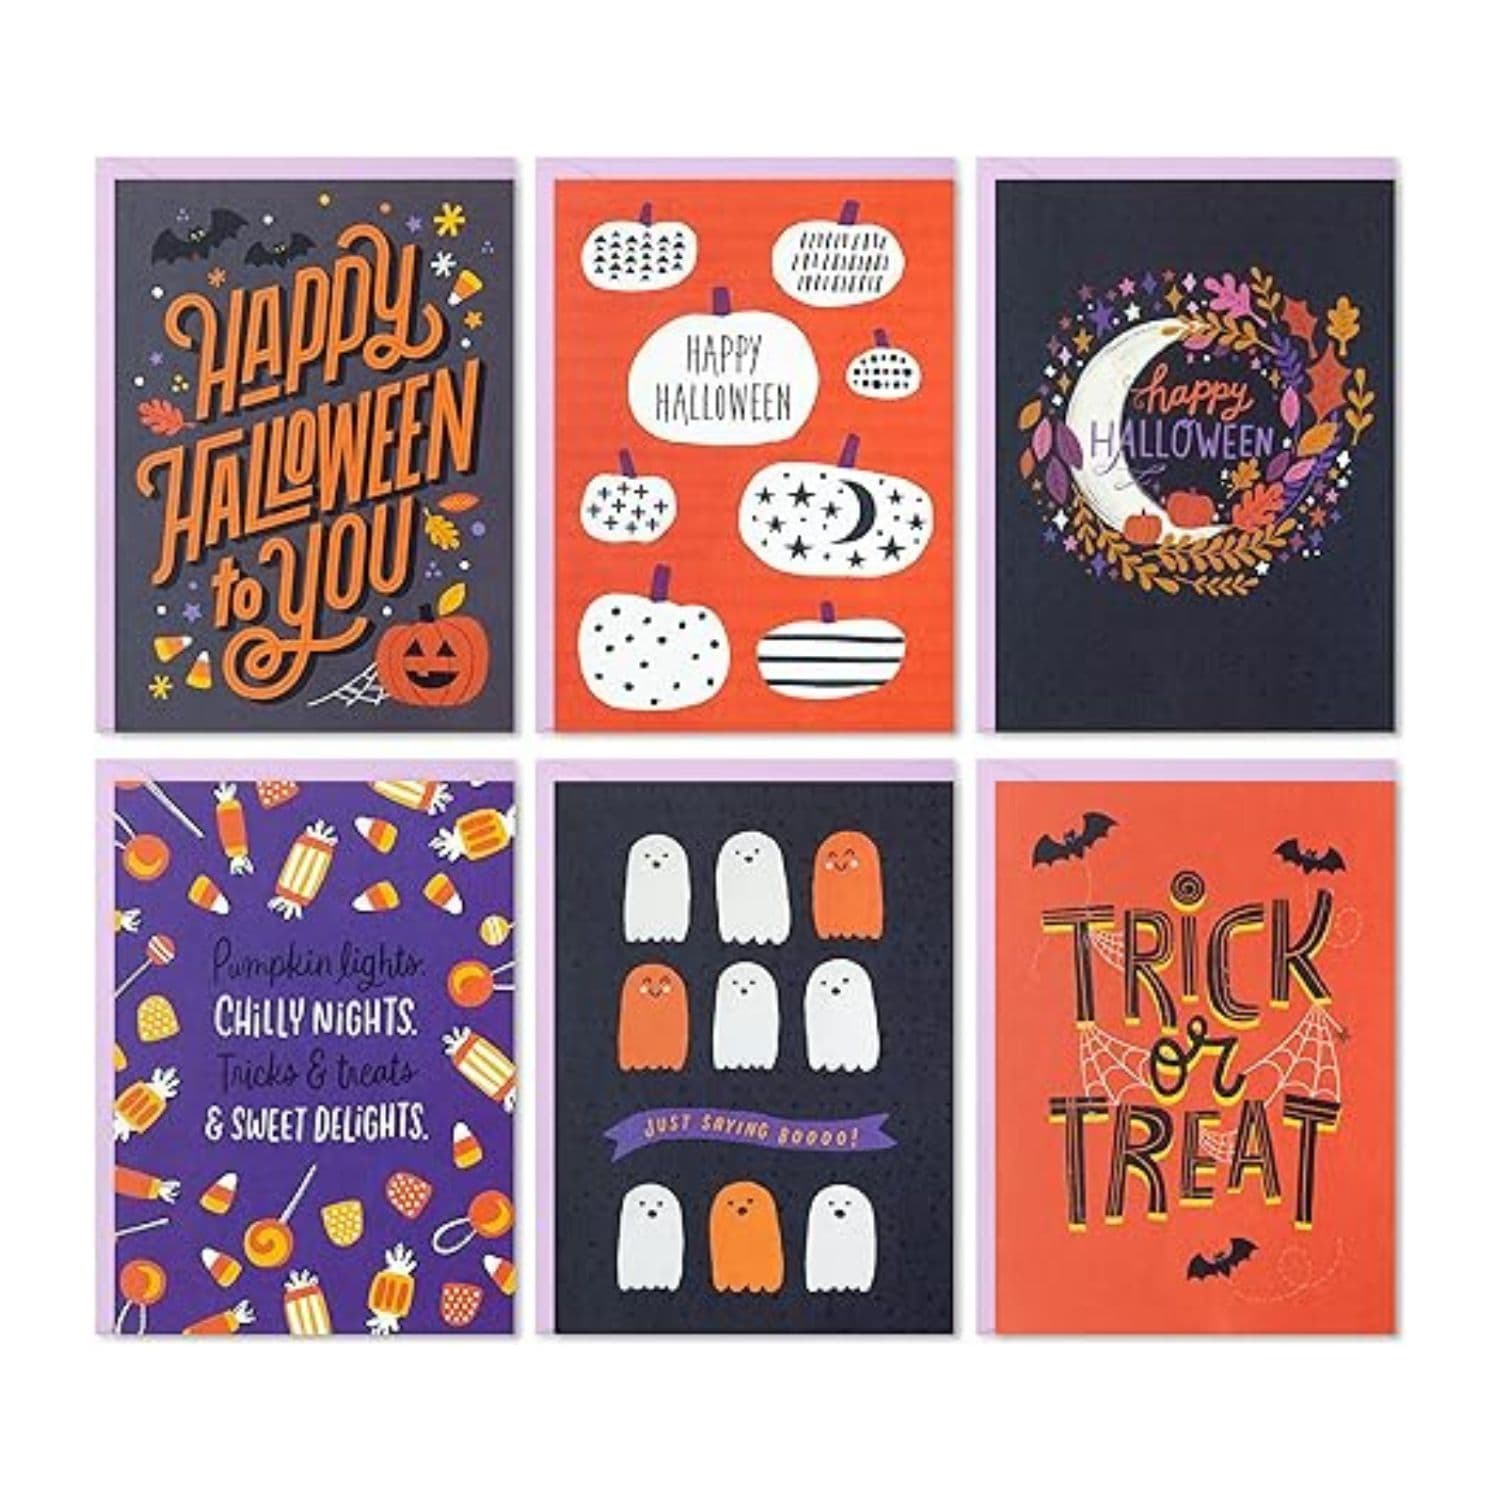 HAPPY
HALLOWEEN
to YOU
HAPPY
HALLOWEEN
happy
HALLOWEEN
Pumpkin lights.
CHiLLY NiGHTS.
Tricks & treats
& SWEET DELiGHTS.
JUST SAYING BOOOO!
TRiCK
or
TREAT